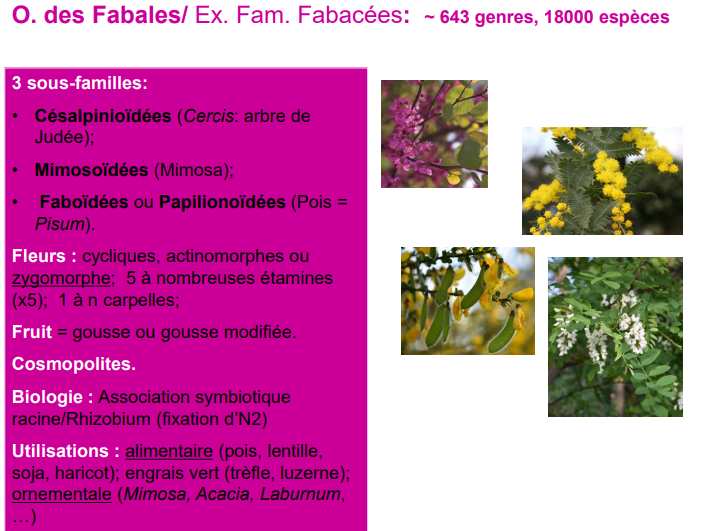 O. des Fabales/ Ex. Fam. Fabacées: ~ 643 genres, 18000 espèces
3 sous-familles:
• Césalpinioïdées (Cercis: arbre de
Judée);
• Mimosoïdées (Mimosa);
• Faboïdées ou Papilionoïdées (Pois =
Pisum).
Fleurs : cycliques, actinomorphes ou
zygomorphe; 5 à nombreuses étamines
(x5); 1 à n carpelles;
Fruit = gousse ou gousse modifiée.
Cosmopolites.
Biologie : Association symbiotique
racine/Rhizobium (fixation d'N2)
Utilisations : alimentaire (pois, lentille,
soja, haricot); engrais vert (trèfle, luzerne);
ornementale (Mimosa, Acacia, Laburnum,
…)